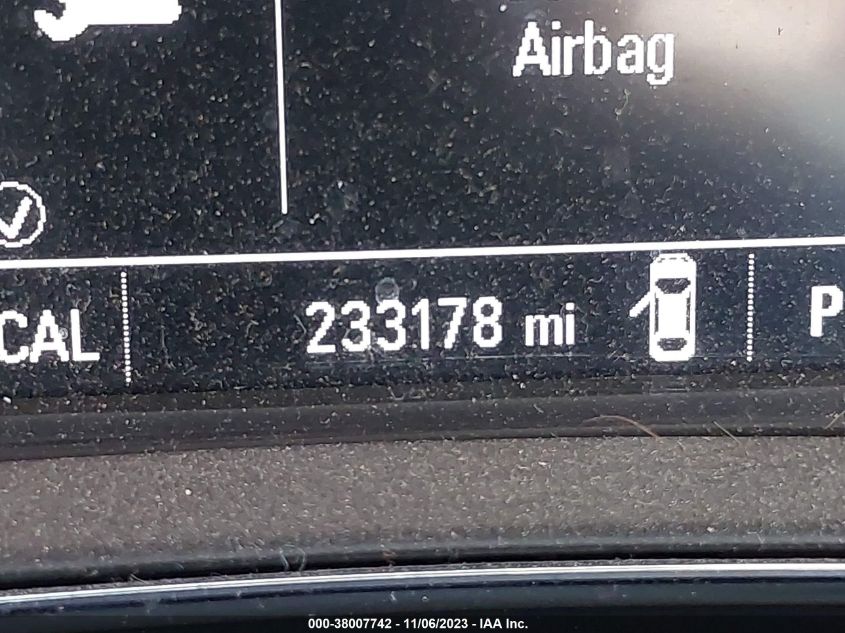 Airbag
CAL
233178 mi
P
000-38007742 - 11/06/2023 - IAA Inc.